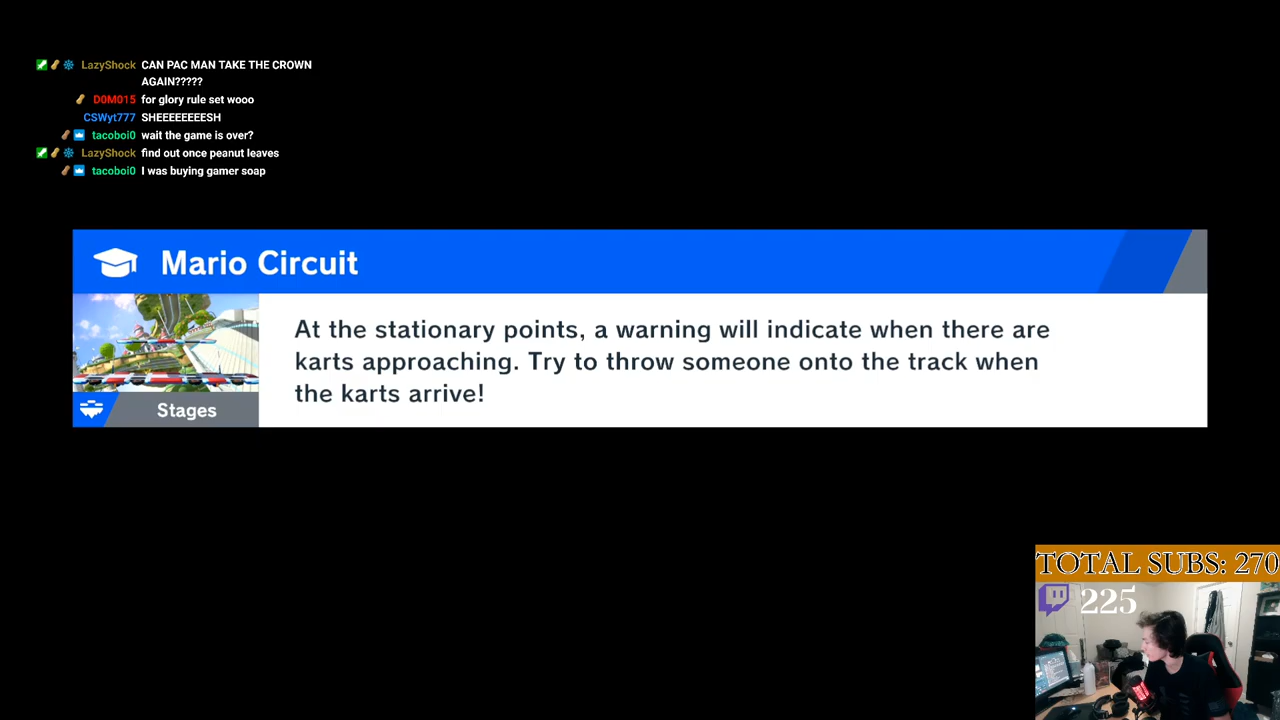 LazyShock CAN PAC MAN TAKE THE CROWN
AGAIN?????
D0M015 for glory rule set wooo
CSWyt777 SHEEEEEEESH
tacoboi0 wait the game is over?
LazyShock find out once peanut leaves
tacoboi0 I was buying gamer soap
Mario Circuit
At the stationary points, a warning will indicate when there are
karts approaching. Try to throw someone onto the track when
the karts arrive!
Stages
TOTAL SUBS: 270
225